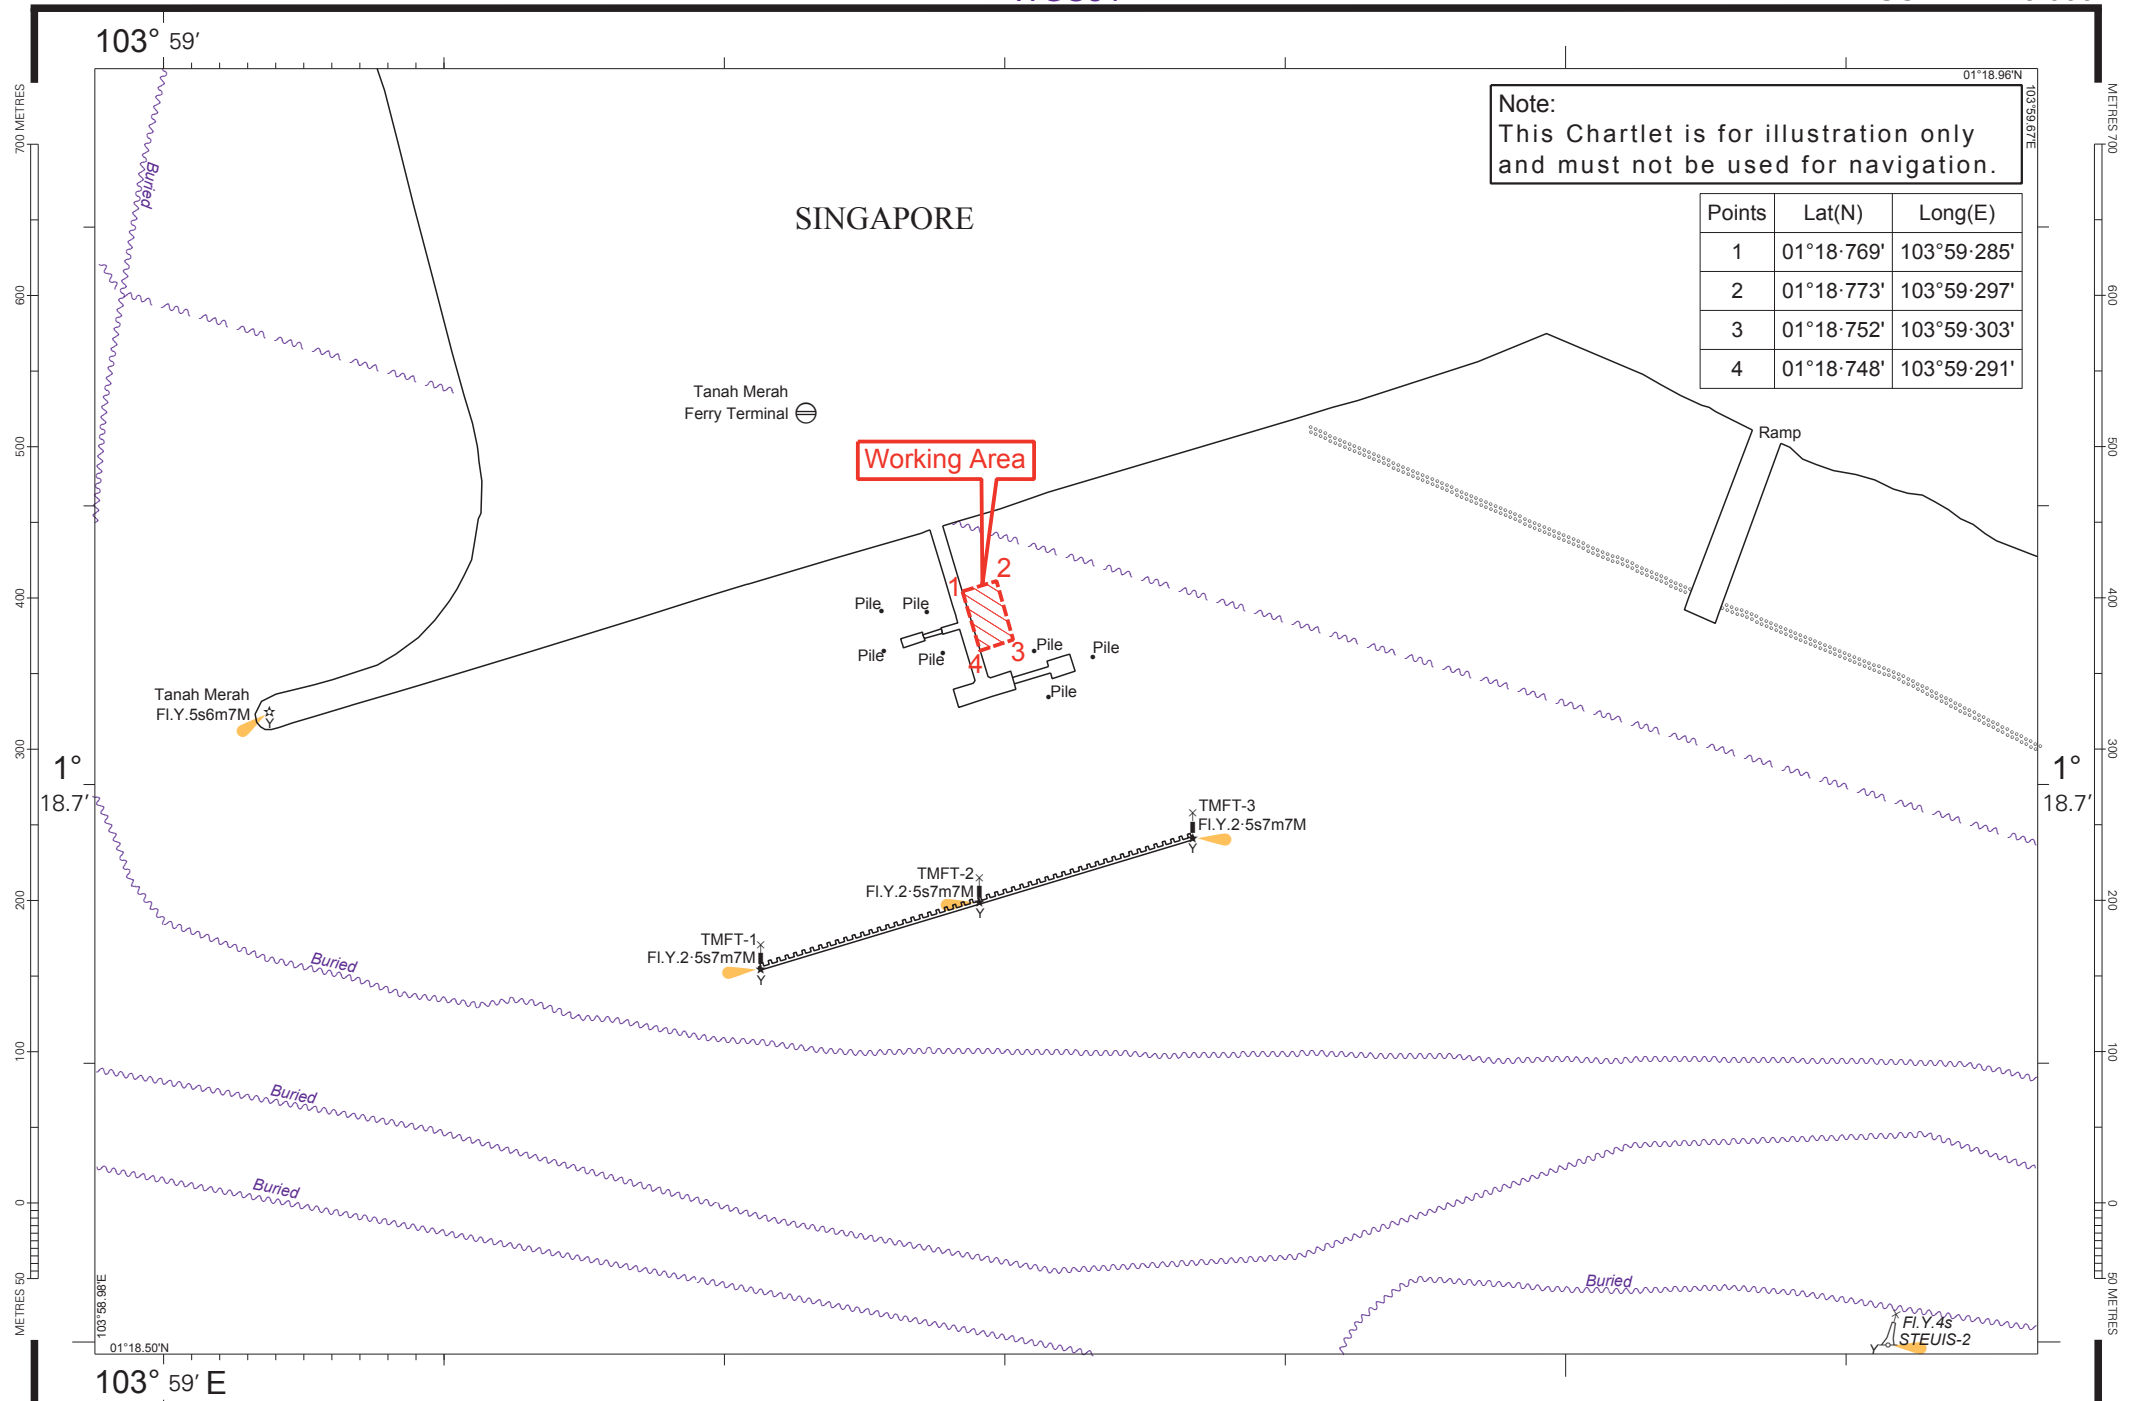 103° 59′
01°18.96'N
103°59.67'E
Note:
This Chartlet is for illustration only
and must not be used for navigation.
Points Lat(N) Long(E)
1 01°18·769' 103°59·285'
2 01°18·773' 103°59·297'
3 01°18·752' 103°59·303'
4 01°18·748' 103°59·291'
700 METRES
600
500
400
300
200
100
0
METRES 50
METRES 700
600
500
400
300
200
100
0
50 METRES
Buried
SINGAPORE
Tanah Merah
Ferry Terminal
Working Area
Ramp
1
2
3
4
Pile
Pile
Pile
Pile
Pile
Pile
Pile
Tanah Merah
Fl.Y.5s6m7M
Y
1°
18.7′
1°
18.7′
TMFT-3
Fl.Y.2·5s7m7M
Y
TMFT-2
Fl.Y.2·5s7m7M
Y
TMFT-1
Fl.Y.2·5s7m7M
Y
Buried
Buried
Buried
Buried
Fl.Y.4s
STEUIS-2
Y
103°58.98'E
01°18.50'N
103° 59′ E